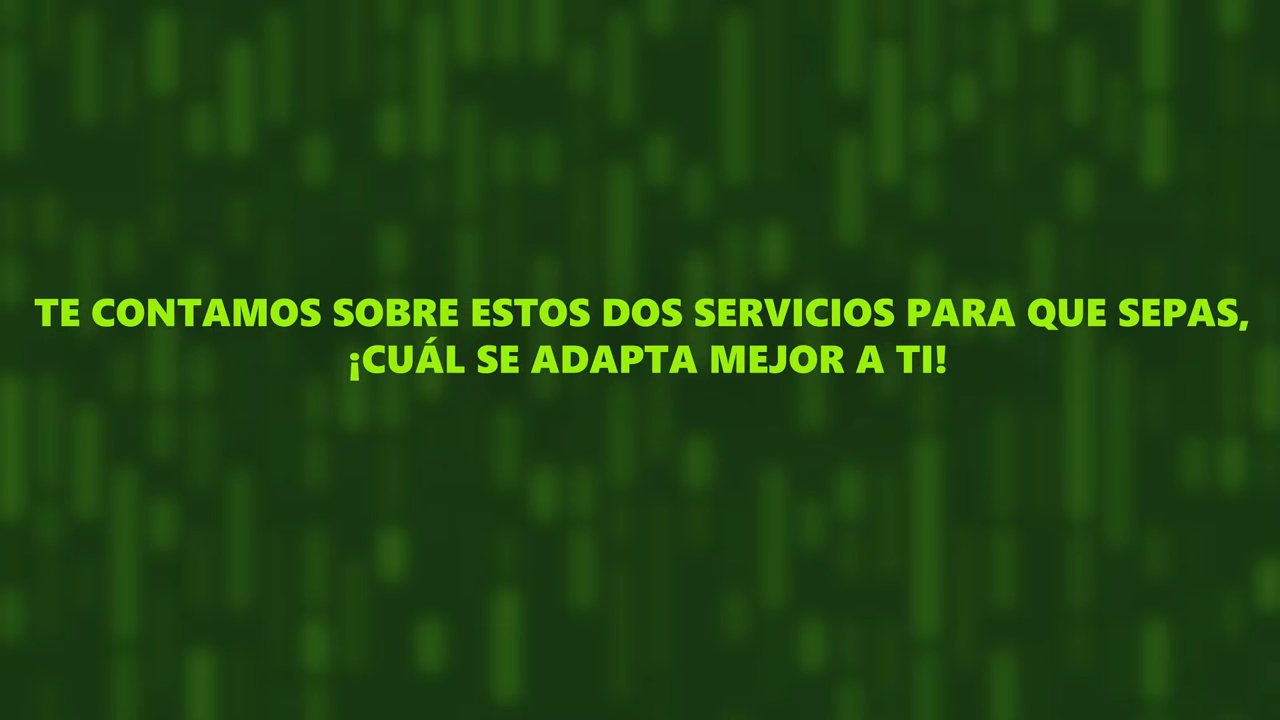 TE CONTAMOS SOBRE ESTOS DOS SERVICIOS PARA QUE SEPAS,
¡CUÁL SE ADAPTA MEJOR A TI!